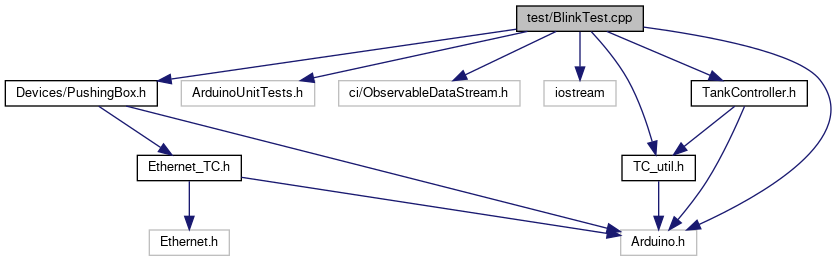 test/BlinkTest.cpp
Devices/PushingBox.h
ArduinoUnitTests.h
ci/ObservableDataStream.h
iostream
TankController.h
Ethernet_TC.h
TC_util.h
Ethernet.h
Arduino.h